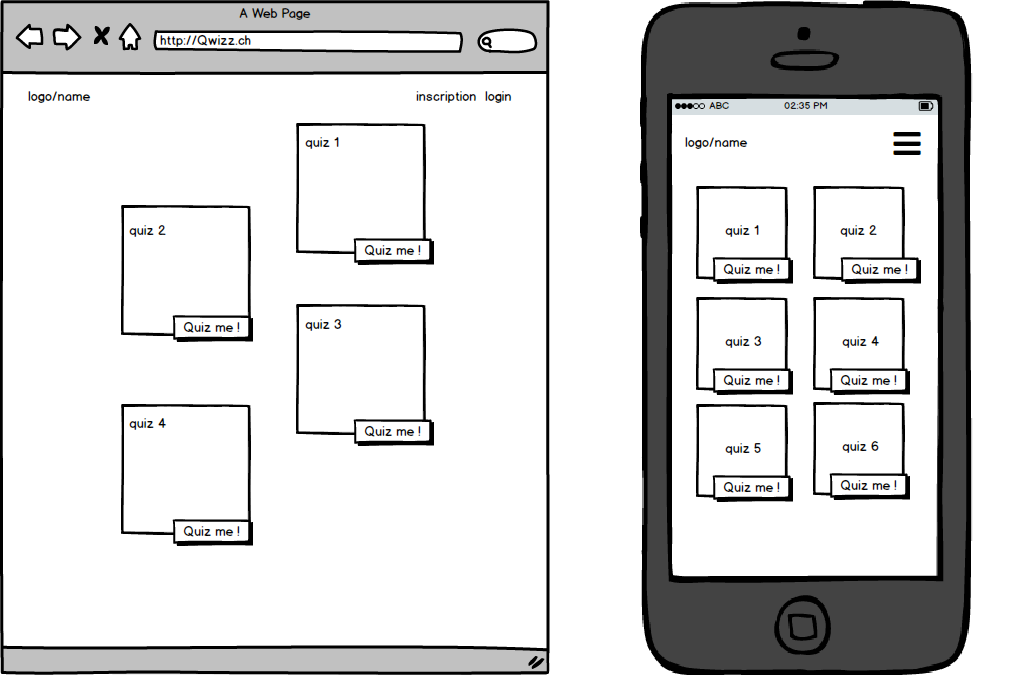 A Web Page
http://Qwizz.ch
logo/name
inscription login
quiz 1
Quiz me !
quiz 2
Quiz me !
quiz 3
Quiz me !
quiz 4
Quiz me !
ABC 02:35 PM
logo/name
quiz 1
quiz 2
Quiz me !
Quiz me !
quiz 3
quiz 4
Quiz me !
Quiz me !
quiz 5
quiz 6
Quiz me !
Quiz me !